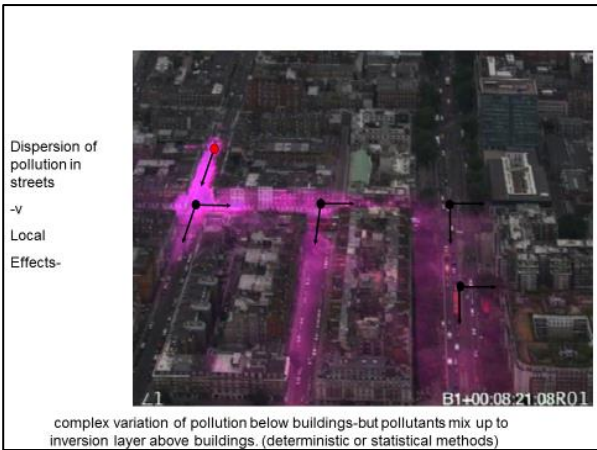 Dispersion of
pollution in
streets
-v
Local
Effects-
B1+00:08:21:08R01
complex variation of pollution below buildings-but pollutants mix up to
inversion layer above buildings. (deterministic or statistical methods)